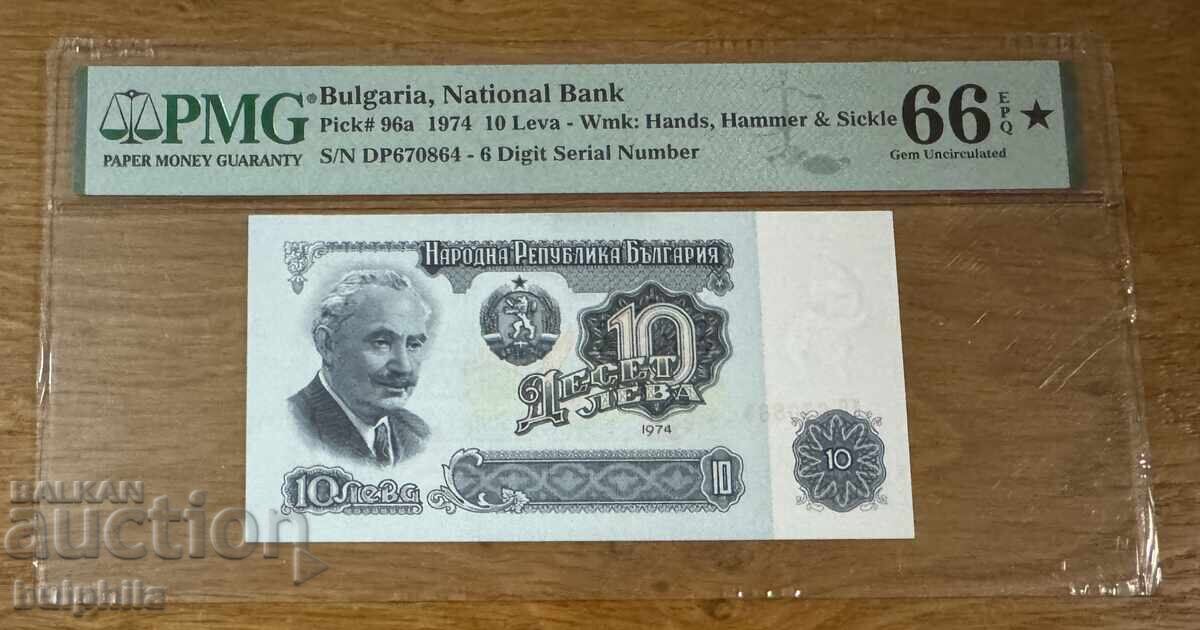 PMG
PAPER MONEY GUARANTY
Bulgaria, National Bank
Pick# 96a 1974 10 Leva - Wmk: Hands, Hammer & Sickle
S/N DP670864 - 6 Digit Serial Number
66 EPQ ★
Gem Uncirculated
НАРОДНА РЕПУБЛИКА БЪЛГАРИЯ
10
ДЕСЕТ
ЛЕВА
1974
10 ЛЕВА
10
10
BALKAN
auction
bulphila